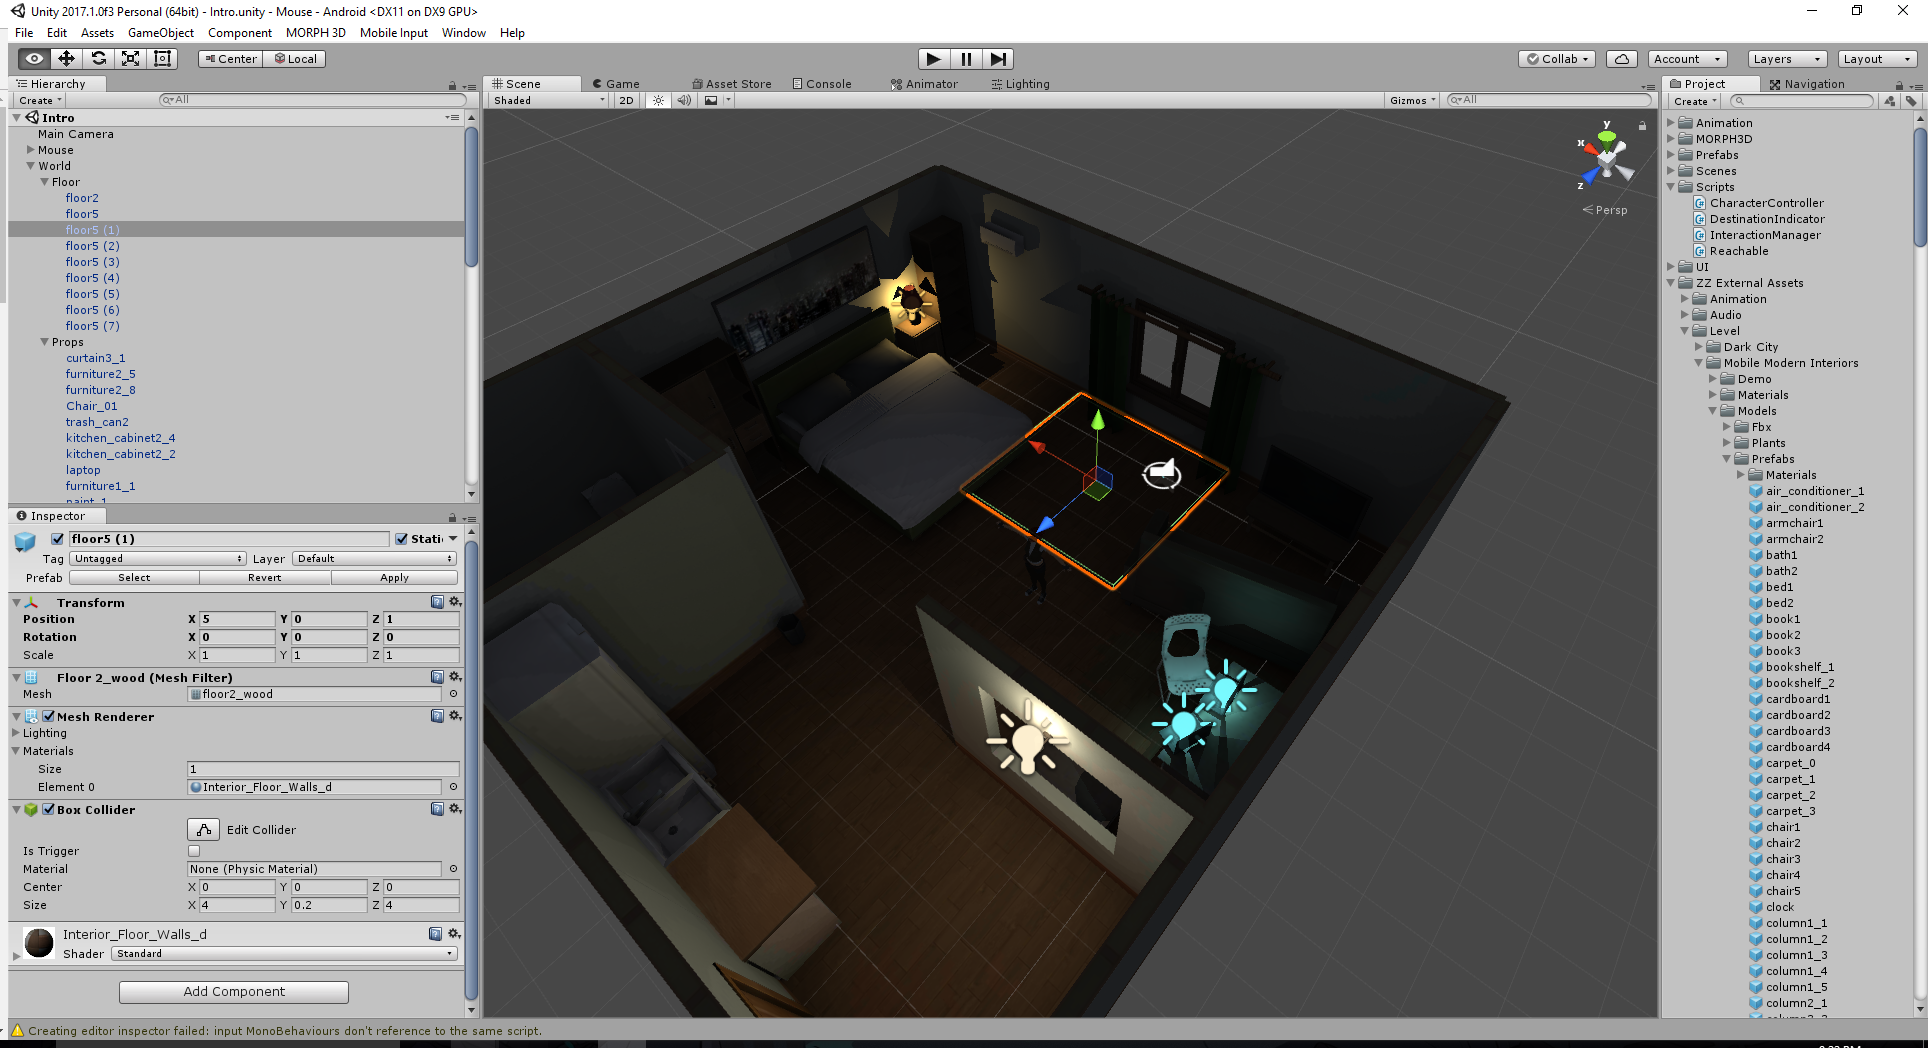 Unity 2017.1.0f3 Personal (64bit) - Intro.unity - Mouse - Android <DX11 on DX9 GPU>
File Edit Assets GameObject Component MORPH 3D Mobile Input Window Help
Center Local Collab Account Layers Layout
Hierarchy
Create All
Intro
Main Camera
Mouse
World
Floor
floor2
floor5
floor5 (1)
floor5 (2)
floor5 (3)
floor5 (4)
floor5 (5)
floor5 (6)
floor5 (7)
Props
curtain3_1
furniture2_5
furniture2_8
Chair_01
trash_can2
kitchen_cabinet2_4
kitchen_cabinet2_2
laptop
furniture1_1
paint_1
Inspector
floor5 (1) Stati
Tag Untagged Layer Default
Prefab Select Revert Apply
Transform
Position X 5 Y 0 Z 1
Rotation X 0 Y 0 Z 0
Scale X 1 Y 1 Z 1
Floor 2_wood (Mesh Filter)
Mesh floor2_wood
Mesh Renderer
Lighting
Materials
Size 1
Element 0 Interior_Floor_Walls_d
Box Collider
Edit Collider
Is Trigger
Material None (Physic Material)
Center X 0 Y 0 Z 0
Size X 4 Y 0.2 Z 4
Interior_Floor_Walls_d
Shader Standard
Add Component
Creating editor inspector failed: input MonoBehaviours don't reference to the same script.
Scene Game Asset Store Console Animator Lighting
Shaded 2D Gizmos All
y
x
z
Persp
Project Navigation
Create
Animation
MORPH3D
Prefabs
Scenes
Scripts
CharacterController
DestinationIndicator
InteractionManager
Reachable
UI
ZZ External Assets
Animation
Audio
Level
Dark City
Mobile Modern Interiors
Demo
Materials
Models
Fbx
Plants
Prefabs
Materials
air_conditioner_1
air_conditioner_2
armchair1
armchair2
bath1
bath2
bed1
bed2
book1
book2
book3
bookshelf_1
bookshelf_2
cardboard1
cardboard2
cardboard3
cardboard4
carpet_0
carpet_1
carpet_2
carpet_3
chair1
chair2
chair3
chair4
chair5
clock
column1_1
column1_2
column1_3
column1_4
column1_5
column2_1